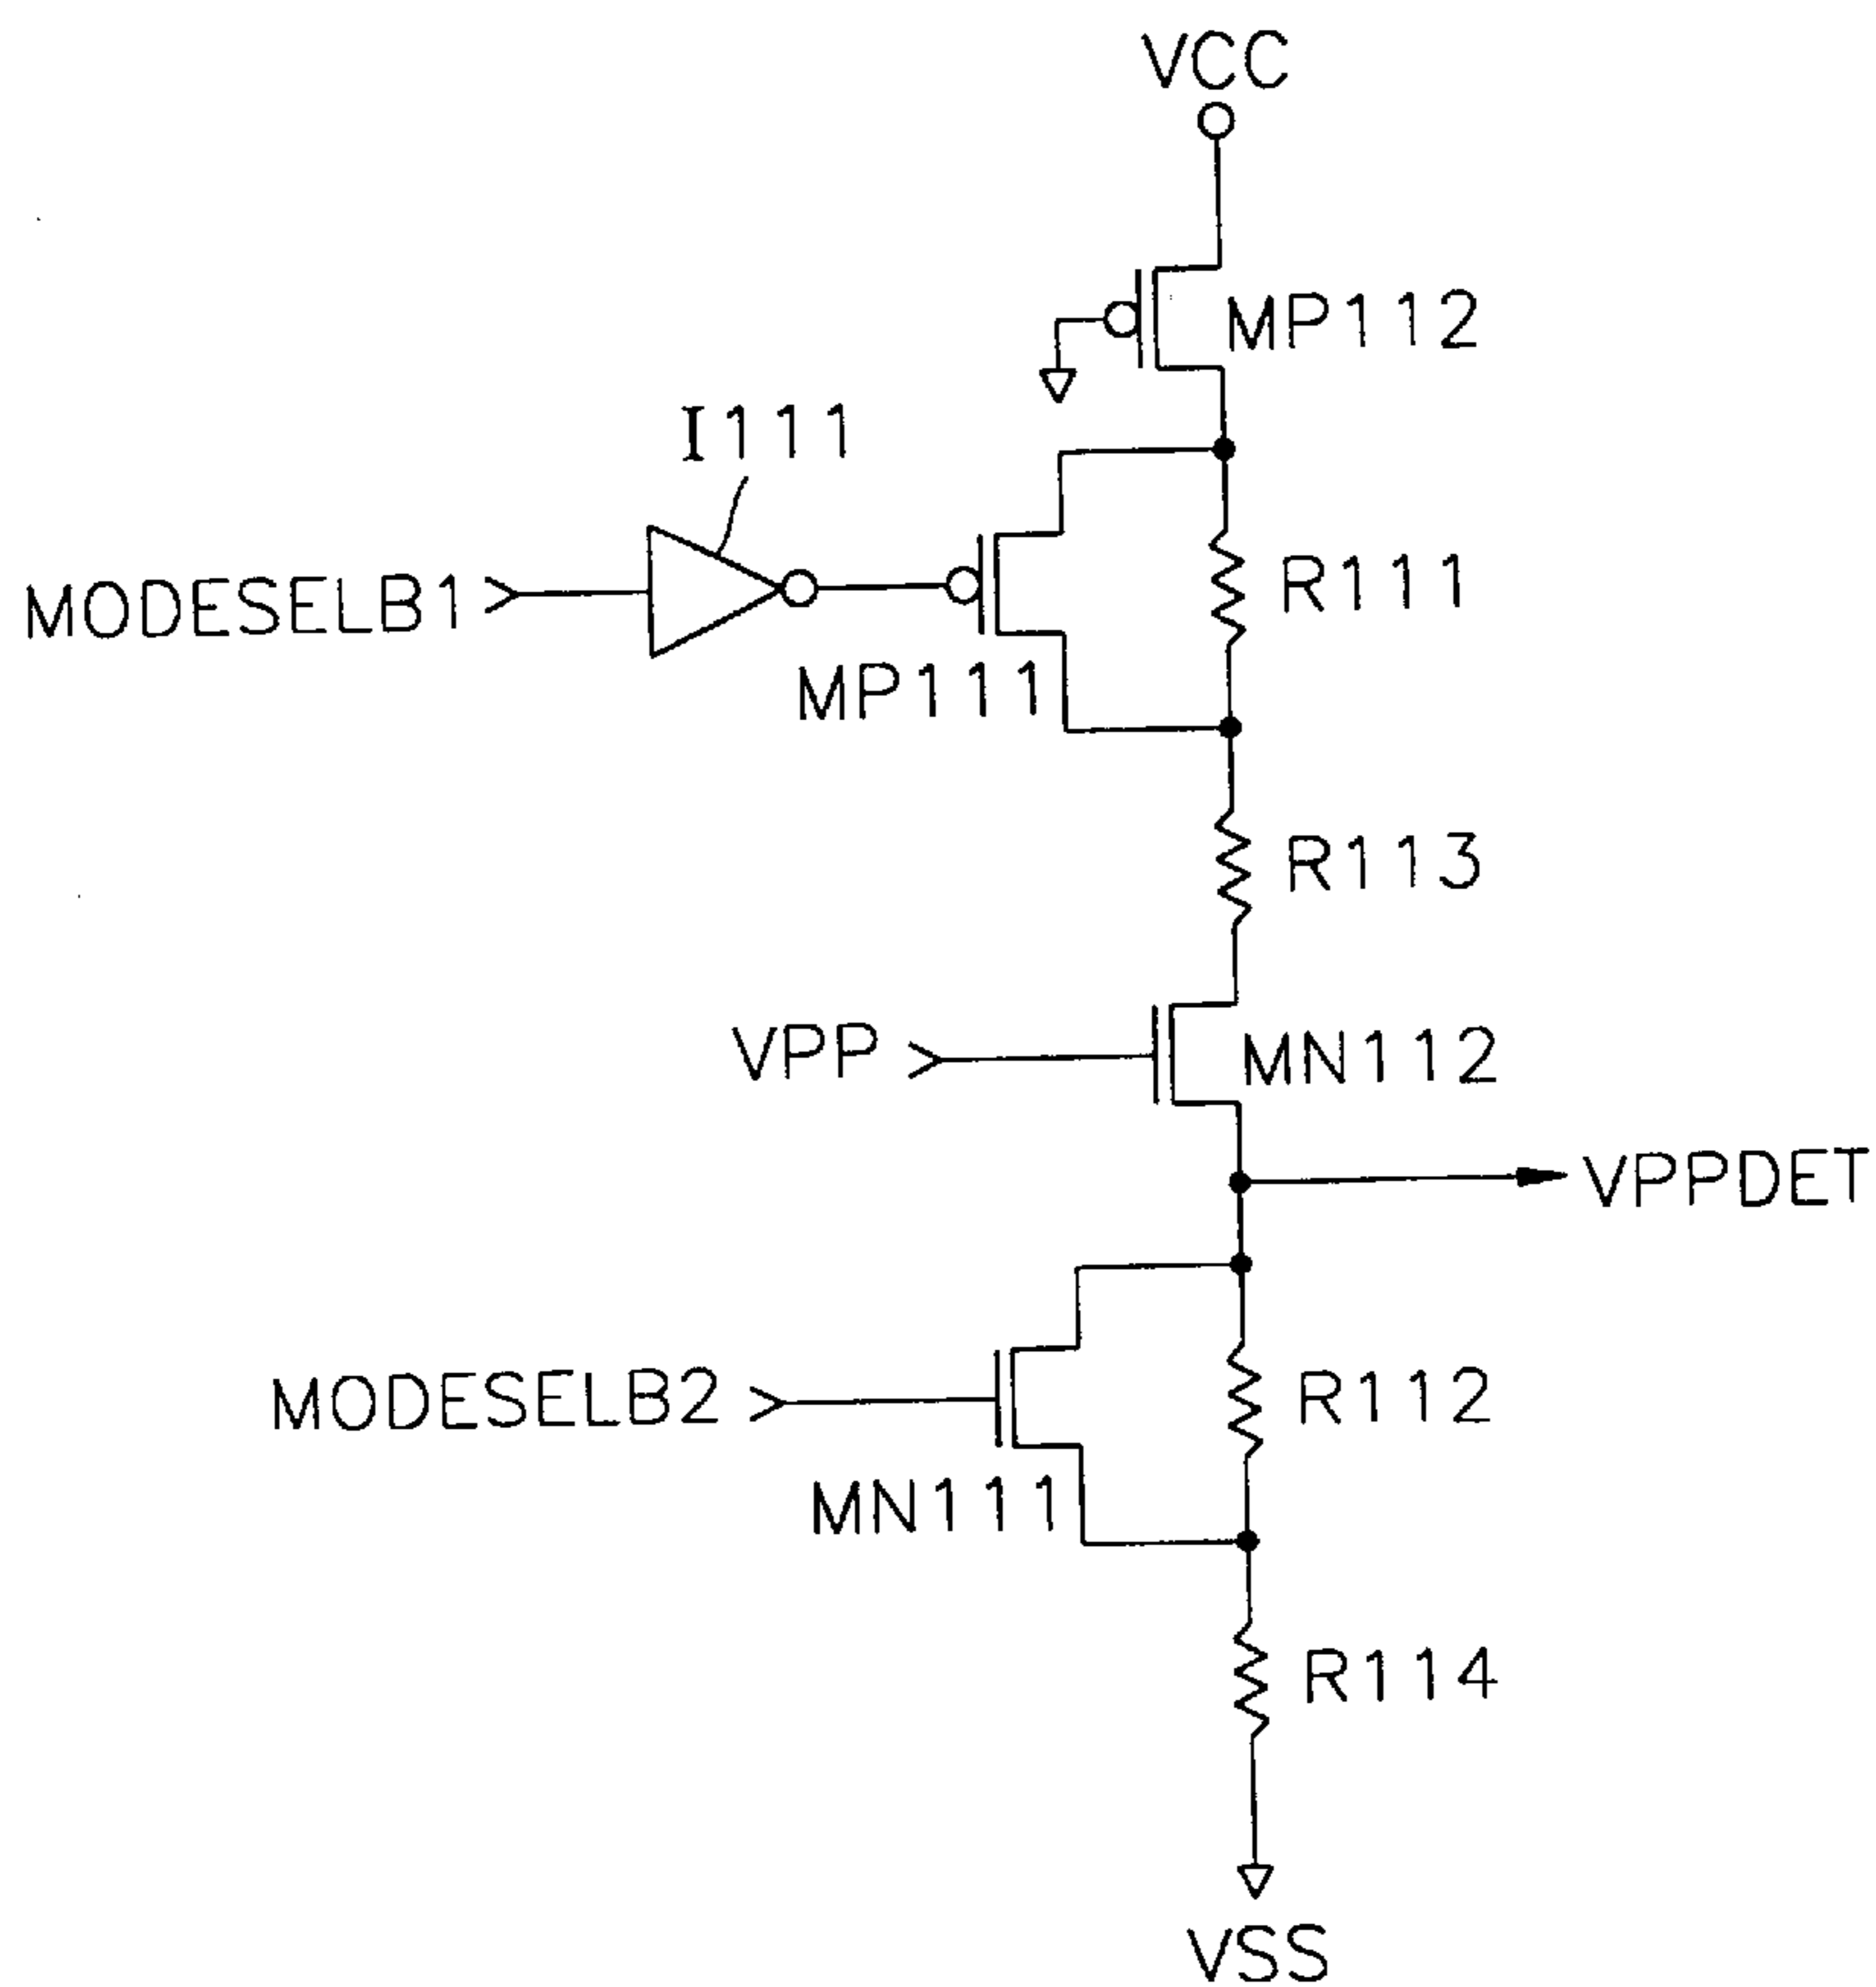 VCC
MP112
I111
MODESELB1
R111
MP111
R113
VPP
MN112
VPPDET
MODESELB2
R112
MN111
R114
VSS